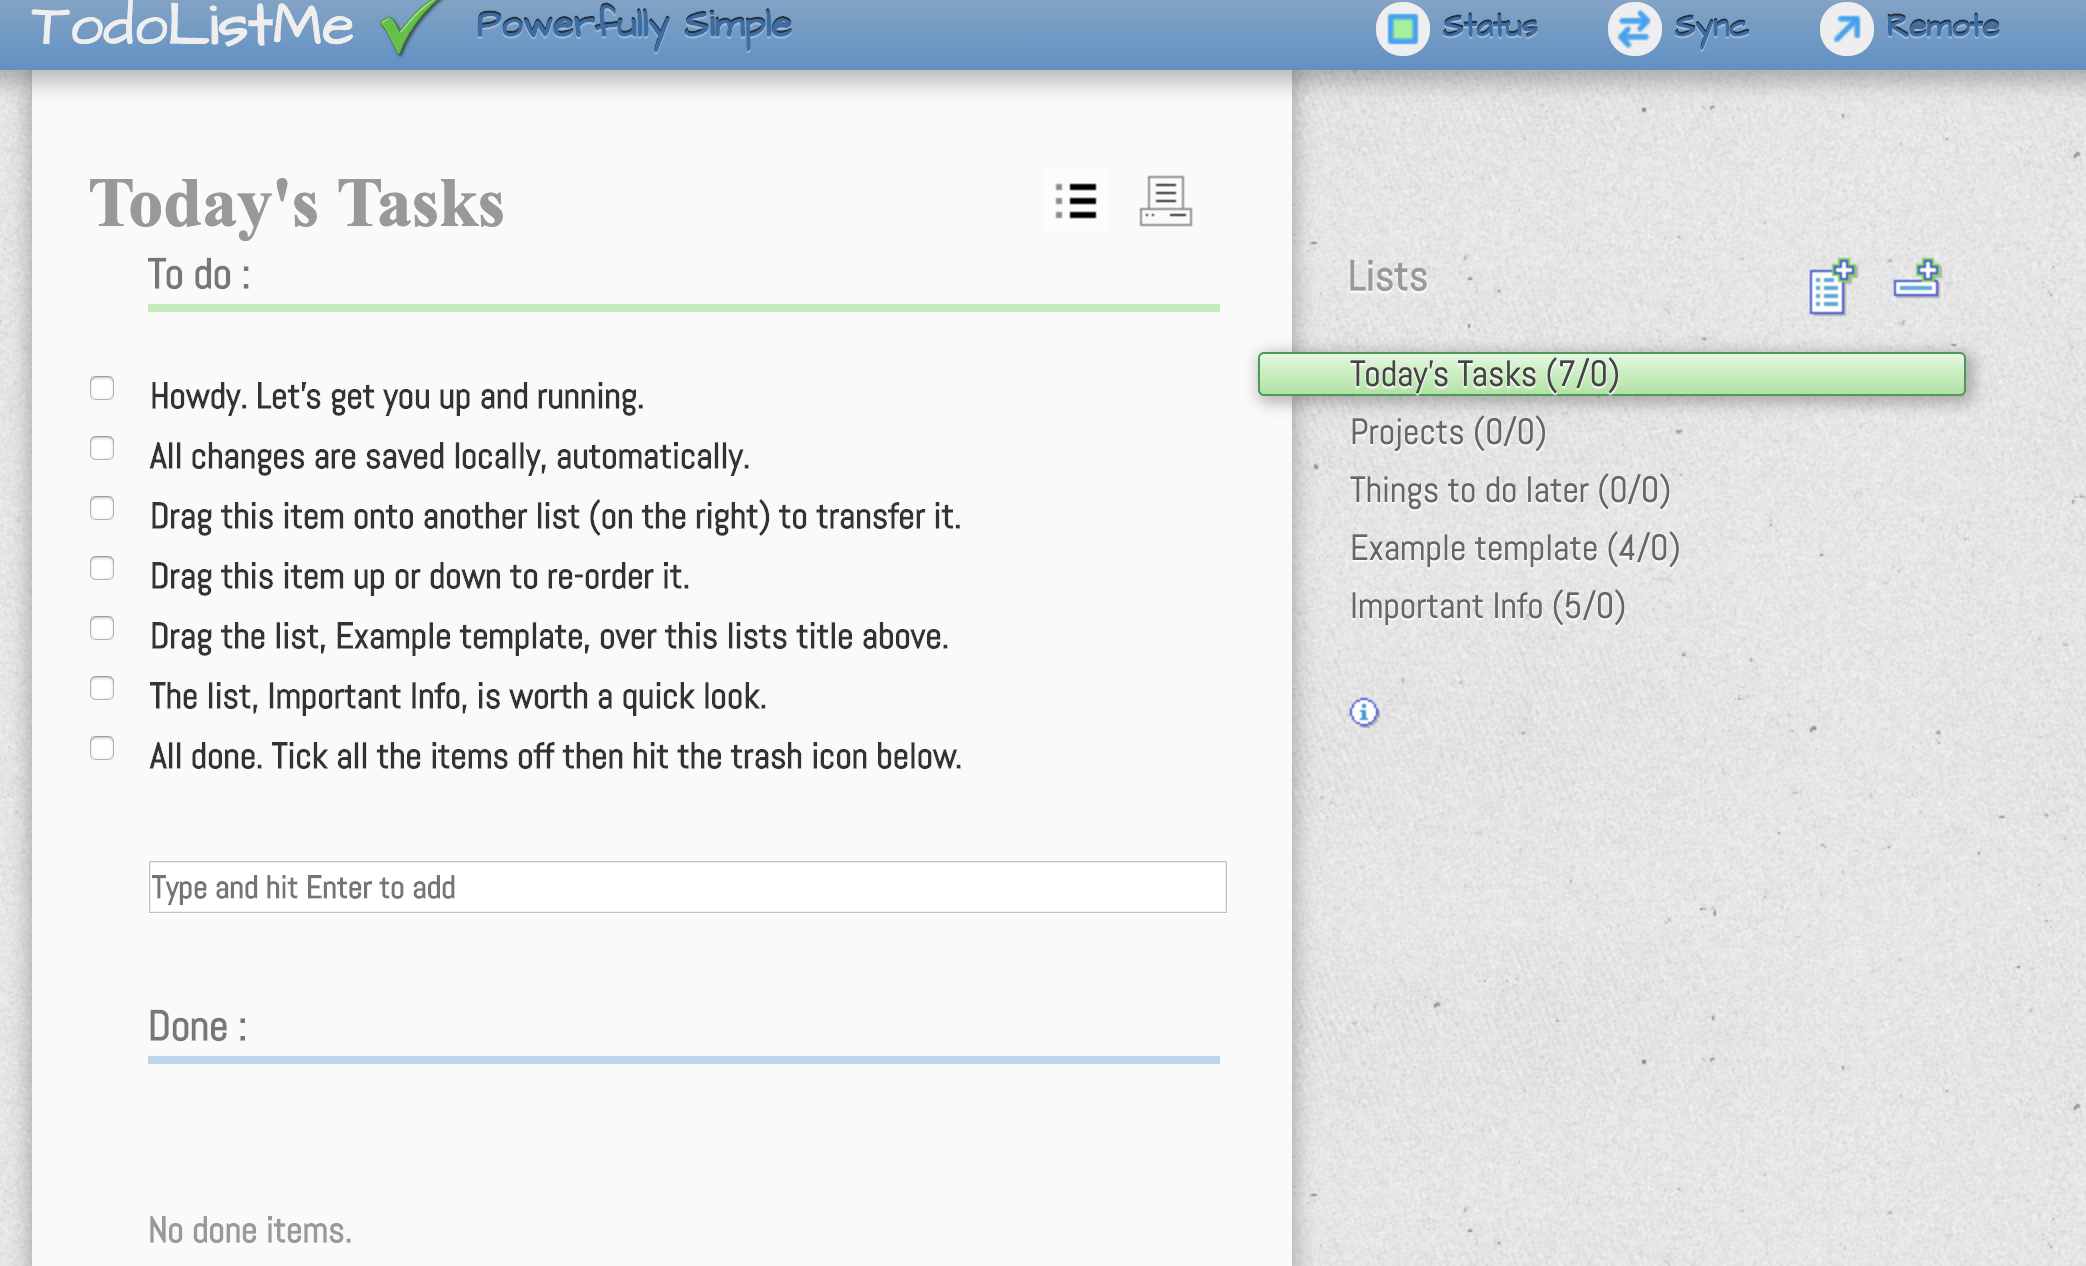 TodoListMe
Powerfully Simple
Status
Sync
Remote
Today's Tasks
To do :
Howdy. Let's get you up and running.
All changes are saved locally, automatically.
Drag this item onto another list (on the right) to transfer it.
Drag this item up or down to re-order it.
Drag the list, Example template, over this lists title above.
The list, Important Info, is worth a quick look.
All done. Tick all the items off then hit the trash icon below.
Type and hit Enter to add
Done :
No done items.
Lists
Today's Tasks (7/0)
Projects (0/0)
Things to do later (0/0)
Example template (4/0)
Important Info (5/0)